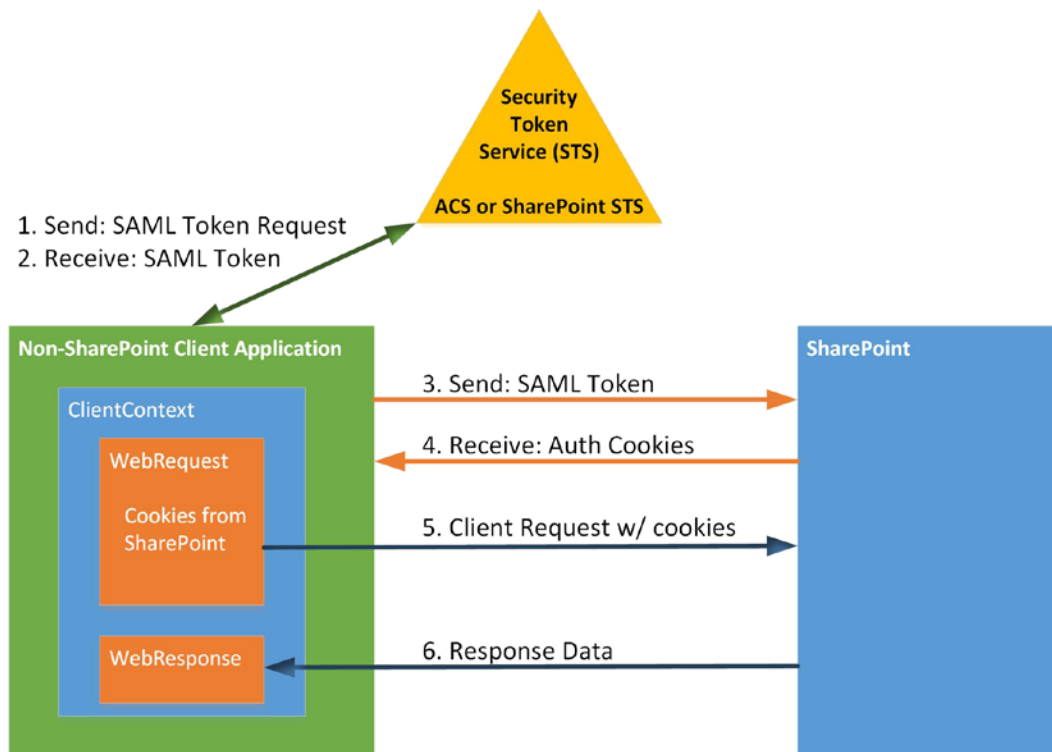 Security
Token
Service (STS)
ACS or SharePoint STS
1. Send: SAML Token Request
2. Receive: SAML Token
Non-SharePoint Client Application
SharePoint
ClientContext
3. Send: SAML Token
4. Receive: Auth Cookies
WebRequest
Cookies from
SharePoint
5. Client Request w/ cookies
WebResponse
6. Response Data